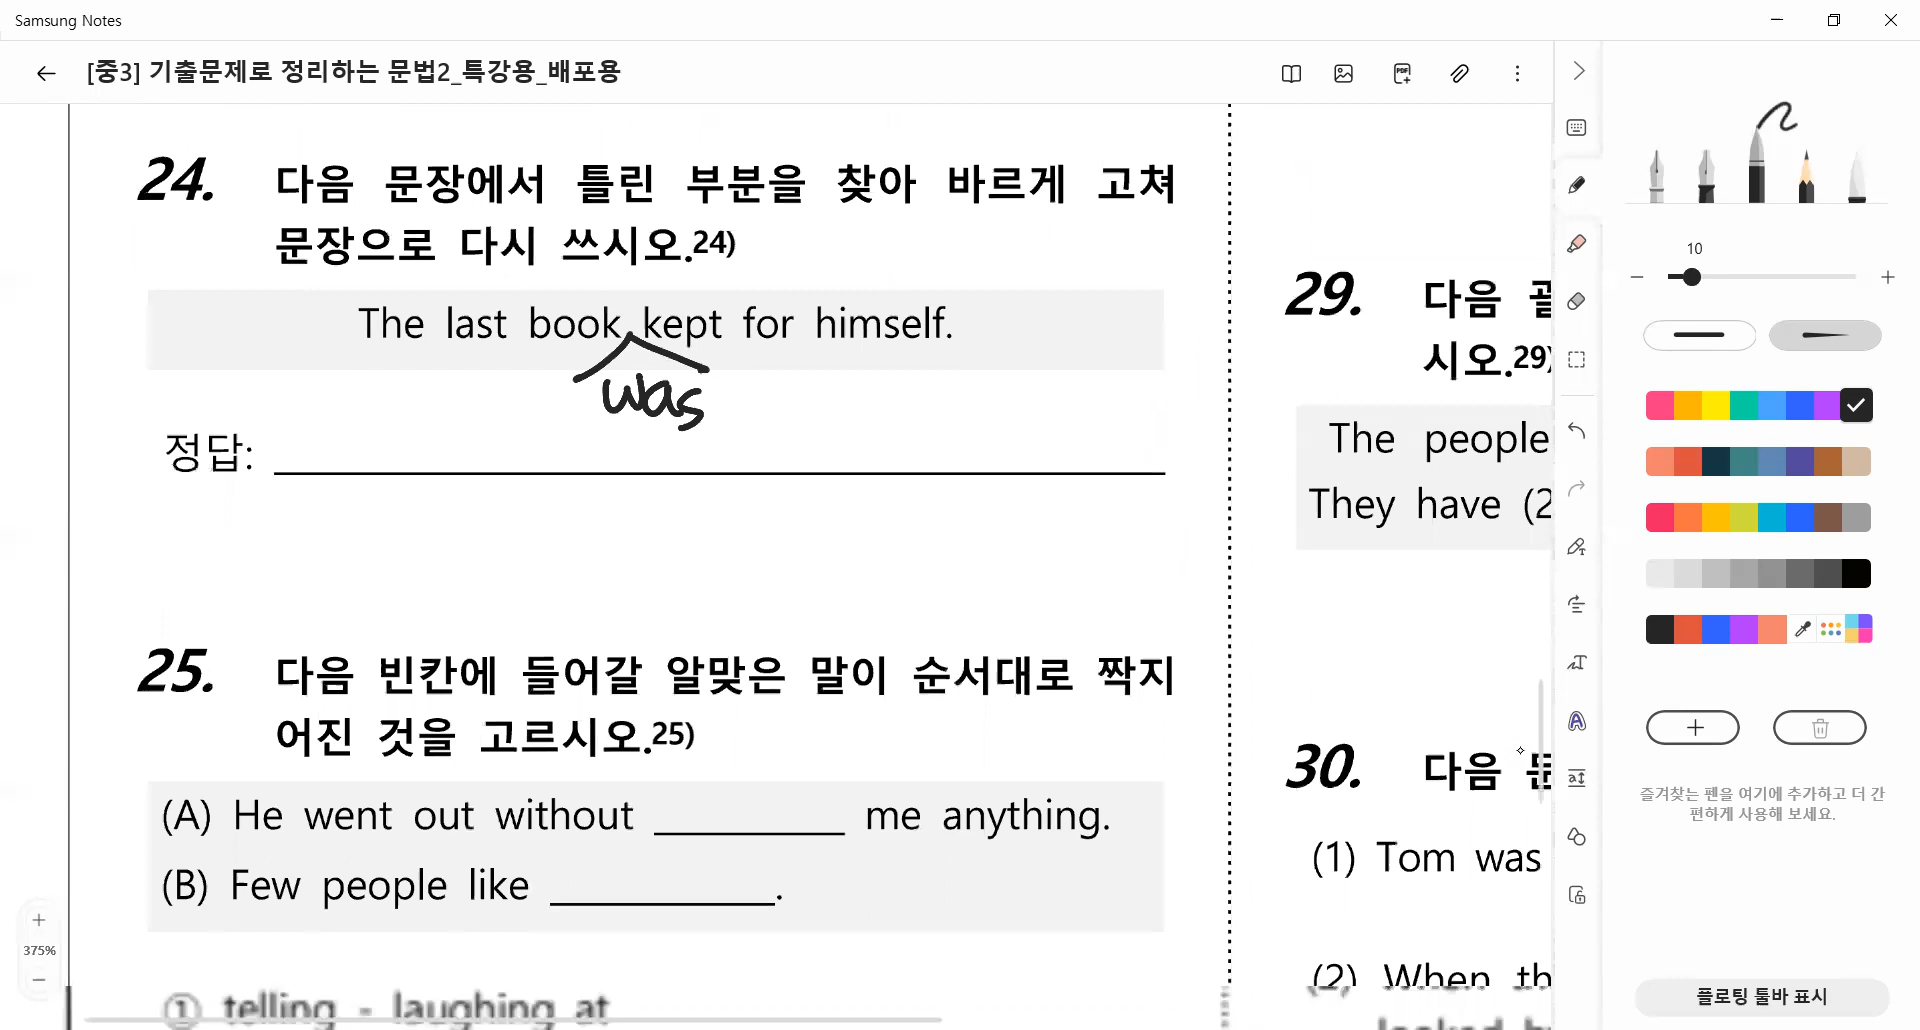 Samsung Notes
[중3] 기출문제로 정리하는 문법2_특강용_배포용
24. 다음 문장에서 틀린 부분을 찾아 바르게 고쳐
문장으로 다시 쓰시오.24)
The last book kept for himself.
was
정답:
25. 다음 빈칸에 들어갈 알맞은 말이 순서대로 짝지
어진 것을 고르시오.25)
(A) He went out without __________ me anything.
(B) Few people like ____________.
① telling - laughing at
29. 다음
시오.29)
The people
They have (2
30. 다음
(1) Tom was
(2) When th
looked
375%
10
즐겨찾는 펜을 여기에 추가하고 더 간
편하게 사용해 보세요.
플로팅 툴바 표시